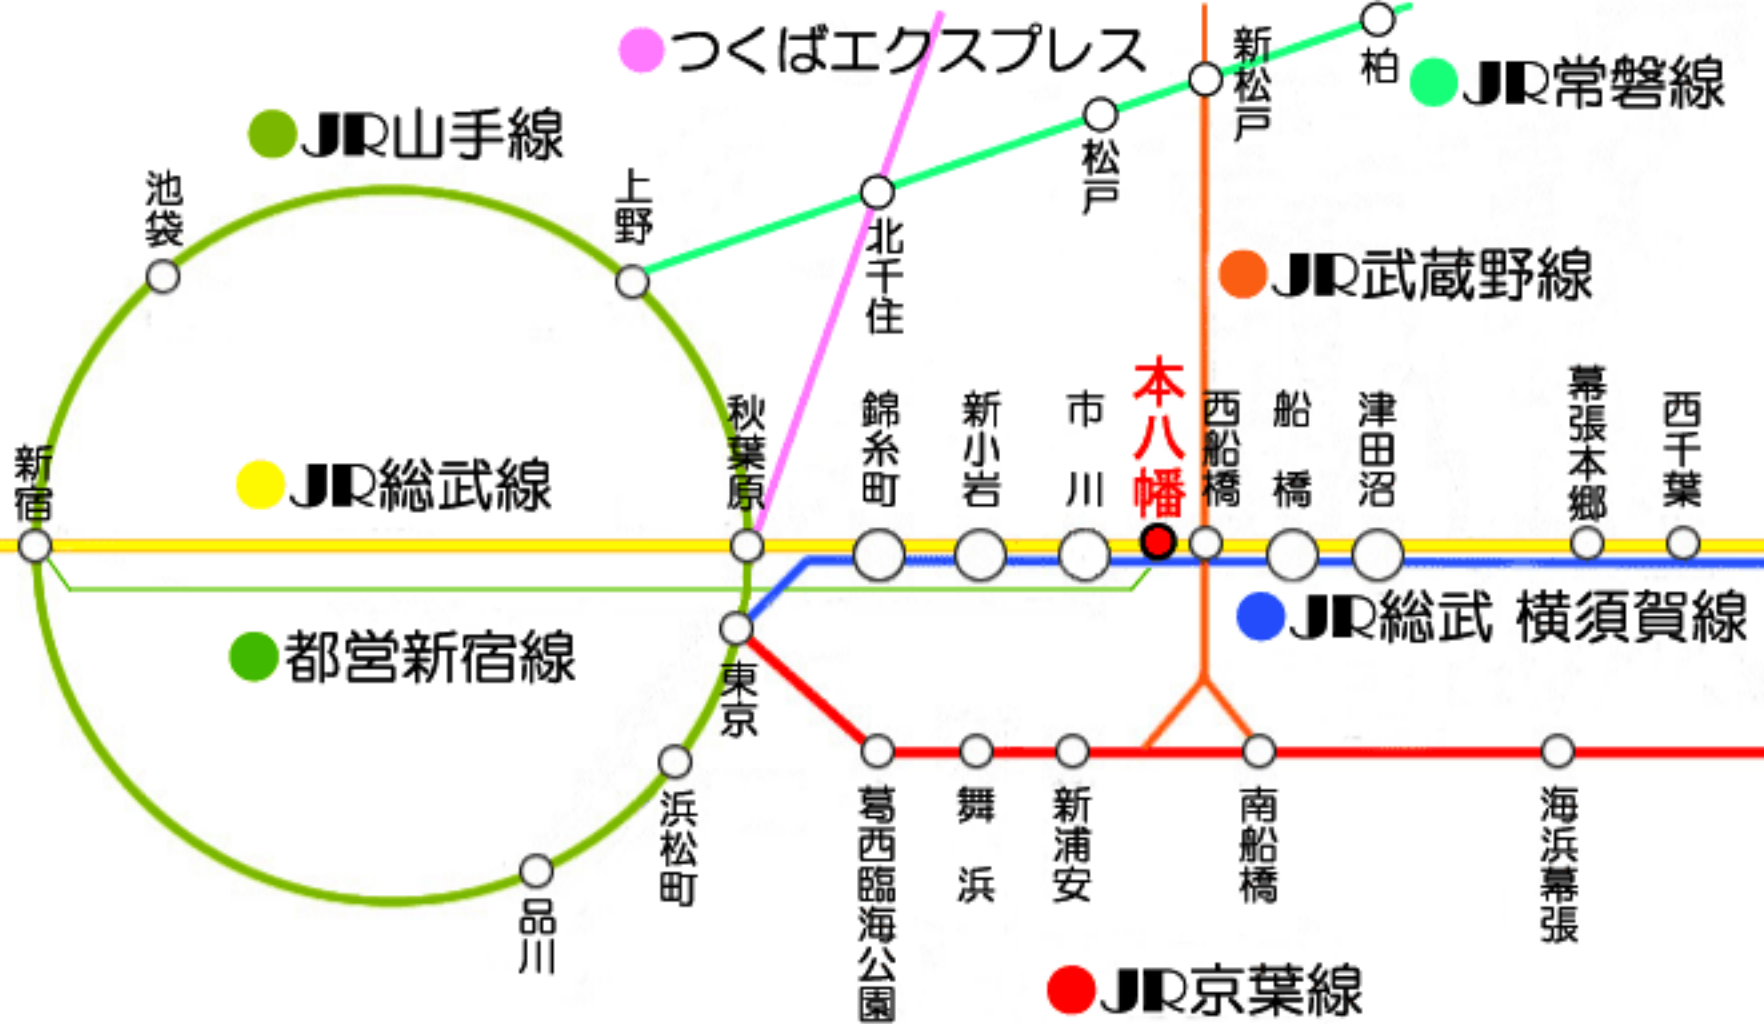 つくばエクスプレス
新松戸
柏
JR常磐線
JR山手線
松戸
池袋
上野
北千住
JR武蔵野線
本八幡
幕張本郷
西千葉
秋葉原
錦糸町
新小岩
市川
西船橋
船橋
津田沼
新宿
JR総武線
JR総武 横須賀線
都営新宿線
東京
浜松町
葛西臨海公園
舞浜
新浦安
南船橋
海浜幕張
品川
JR京葉線